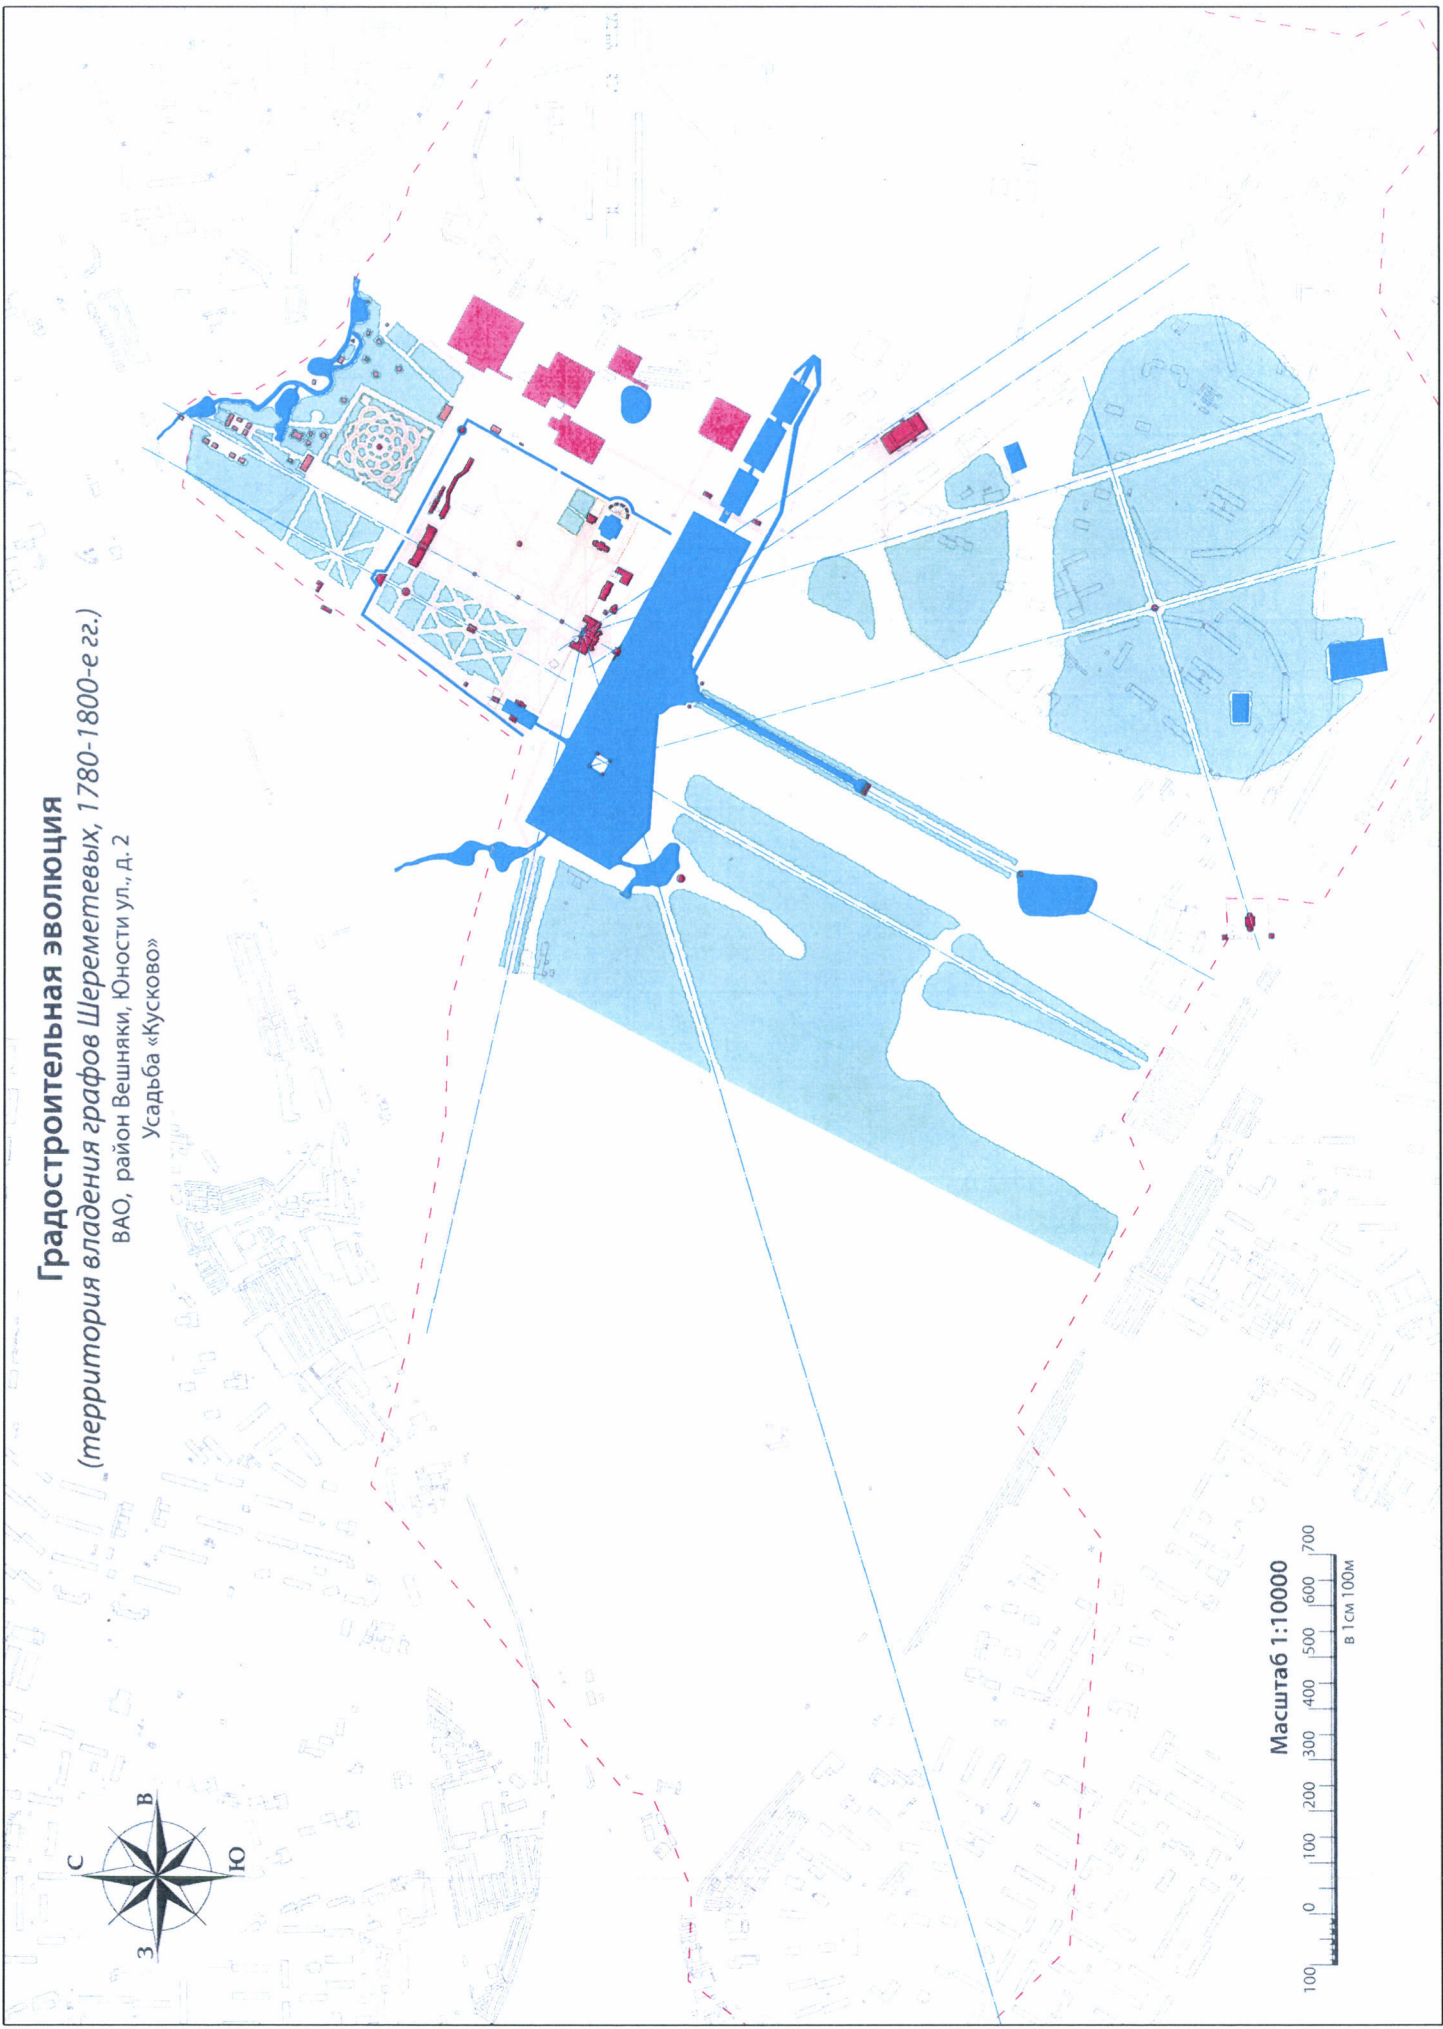 Градостроительная эволюция
(территория владения графов Шереметевых, 1780-1800-е гг.)
ВАО, район Вешняки, Юности ул., д. 2
Усадьба «Кусково»
С
З В
Ю
Масштаб 1:10000
100 0 100 200 300 400 500 600 700
в 1см 100м